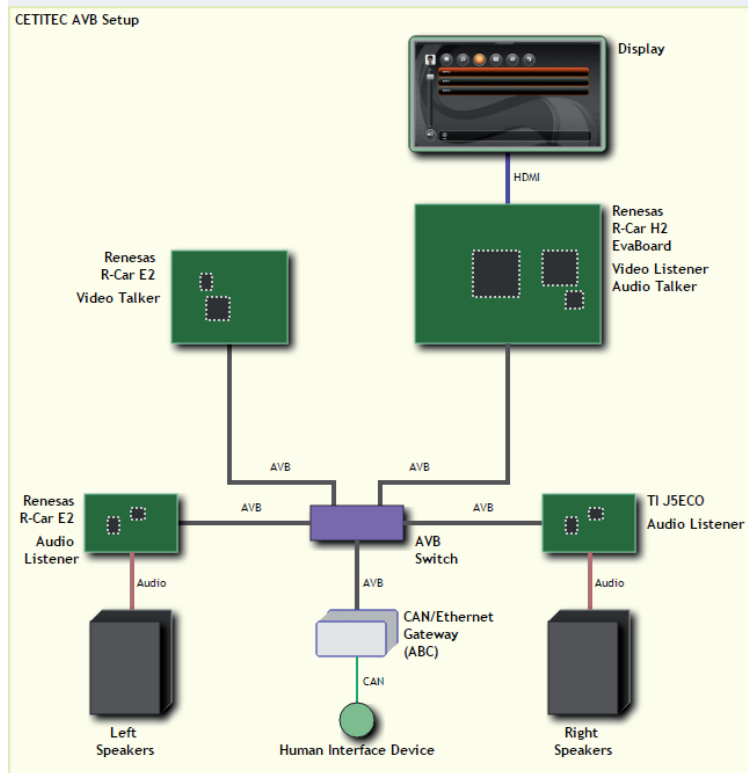 CETITEC AVB Setup
Display
HDMI
Renesas
R-Car H2
EvaBoard
Video Listener
Audio Talker
Renesas
R-Car E2
Video Talker
AVB
AVB
Renesas
R-Car E2
Audio
Listener
AVB
AVB
TI J5ECO
Audio Listener
AVB
Switch
Audio
AVB
Audio
CAN/Ethernet
Gateway
(ABC)
CAN
Left
Speakers
Human Interface Device
Right
Speakers